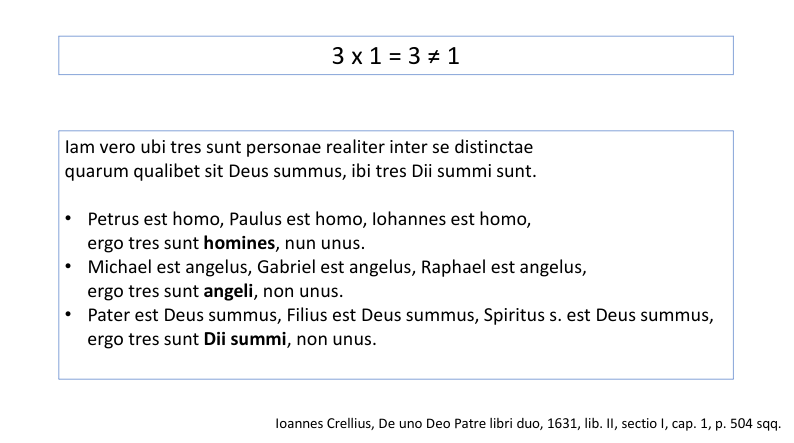 3 x 1 = 3 ≠ 1
Iam vero ubi tres sunt personae realiter inter se distinctae
quarum qualibet sit Deus summus, ibi tres Dii summi sunt.
• Petrus est homo, Paulus est homo, Iohannes est homo,
ergo tres sunt homines, nun unus.
• Michael est angelus, Gabriel est angelus, Raphael est angelus,
ergo tres sunt angeli, non unus.
• Pater est Deus summus, Filius est Deus summus, Spiritus s. est Deus summus,
ergo tres sunt Dii summi, non unus.
Ioannes Crellius, De uno Deo Patre libri duo, 1631, lib. II, sectio I, cap. 1, p. 504 sqq.